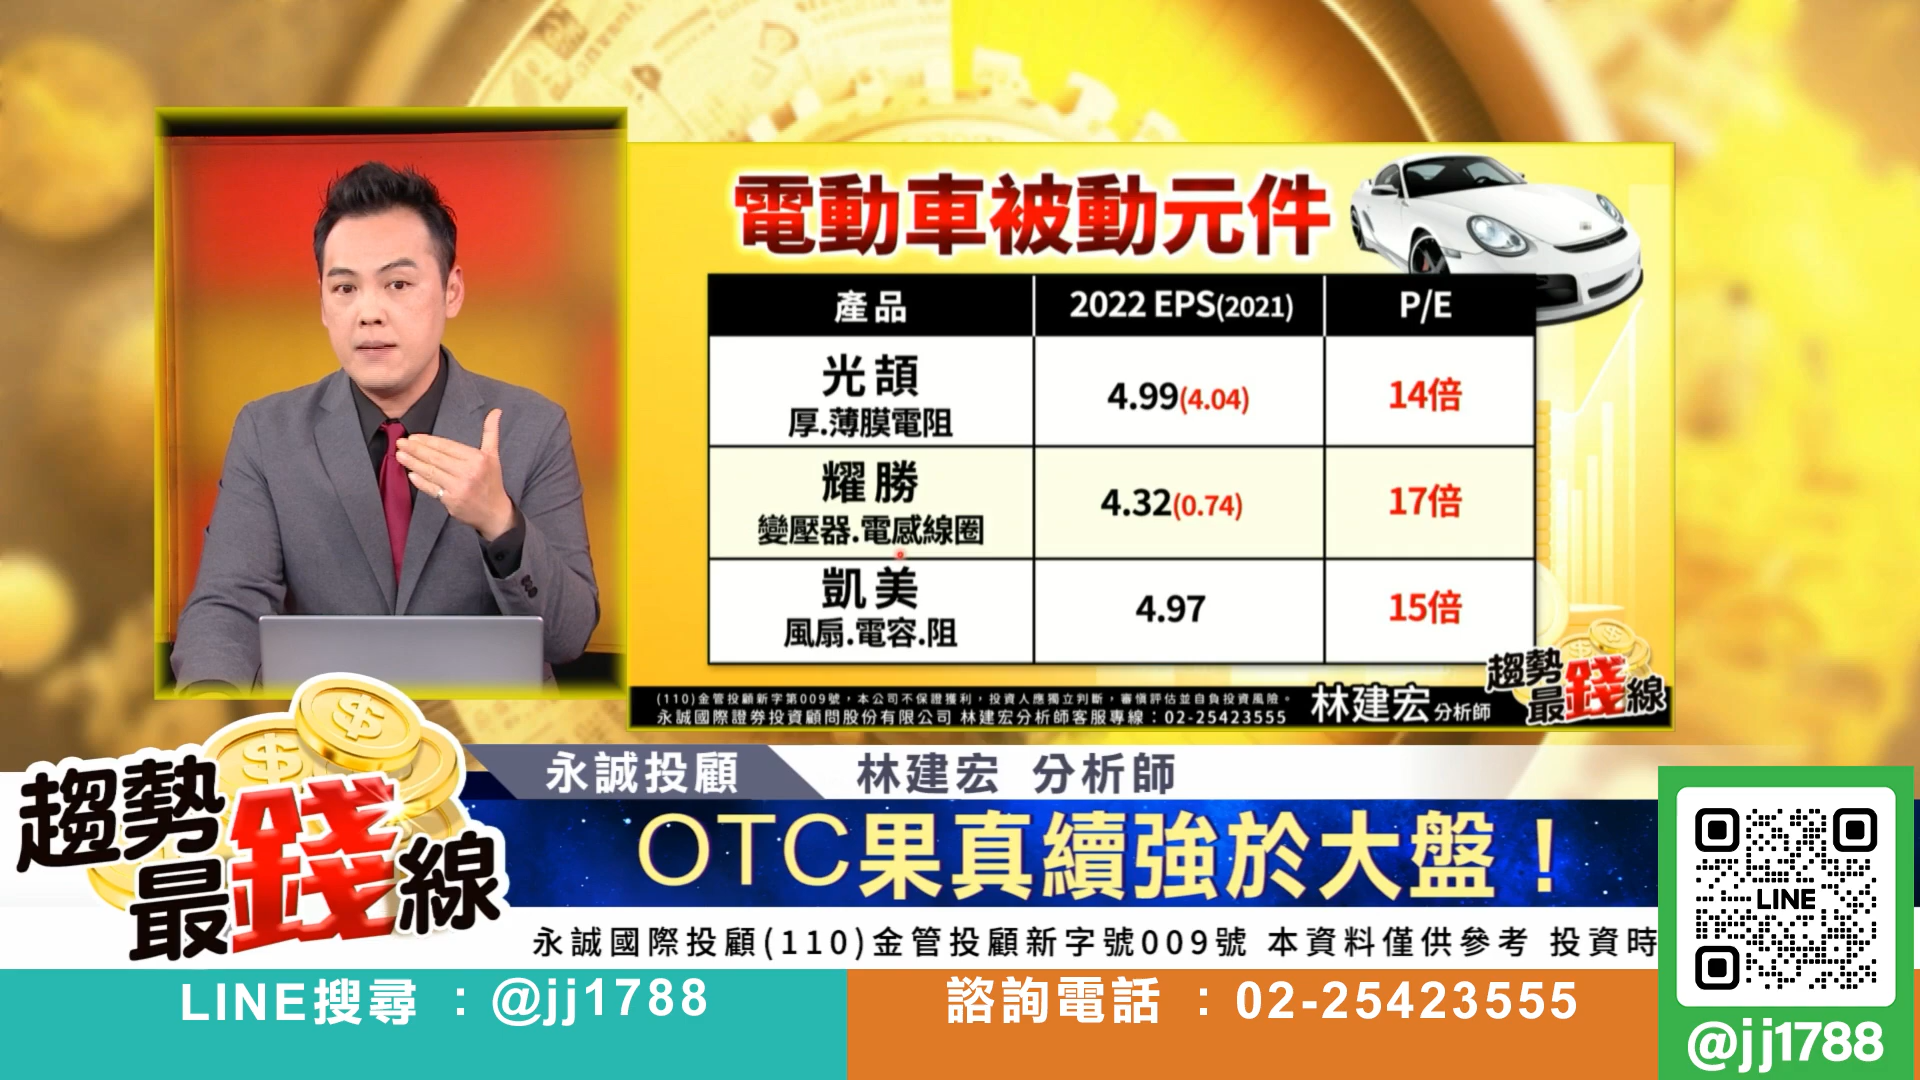 電動車被動元件
產品 2022 EPS(2021) P/E
光頡
厚.薄膜電阻
4.99(4.04) 14倍
耀勝
變壓器.電感線圈
4.32(0.74) 17倍
凱美
風扇.電容.阻
4.97 15倍
(110)金管投顧新字第009號，本公司不保證獲利，投資人應獨立判斷，審慎評估並自負投資風險。
永誠國際證券投資顧問股份有限公司 林建宏分析師客服專線：02-25423555
林建宏分析師
趨勢最錢線
永誠投顧 林建宏 分析師
趨勢
最錢線
OTC果真續強於大盤！
永誠國際投顧(110)金管投顧新字號009號 本資料僅供參考 投資時
LINE搜尋：@jj1788
諮詢電話：02-25423555
LINE
@jj1788